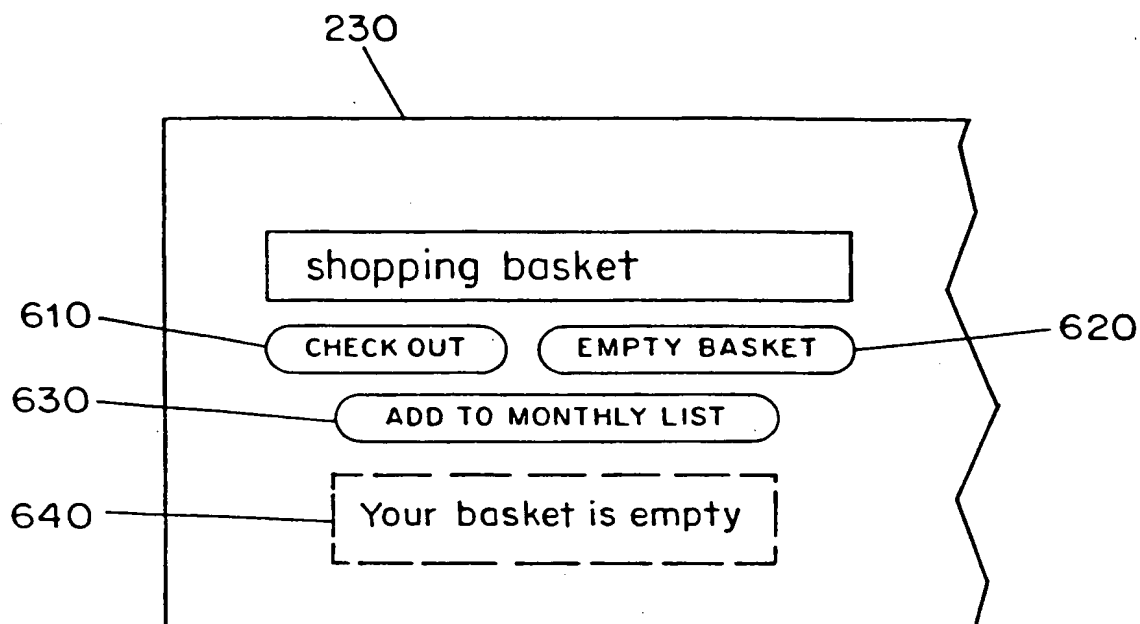 230
shopping basket
610
CHECK OUT
EMPTY BASKET
620
630
ADD TO MONTHLY LIST
640
Your basket is empty